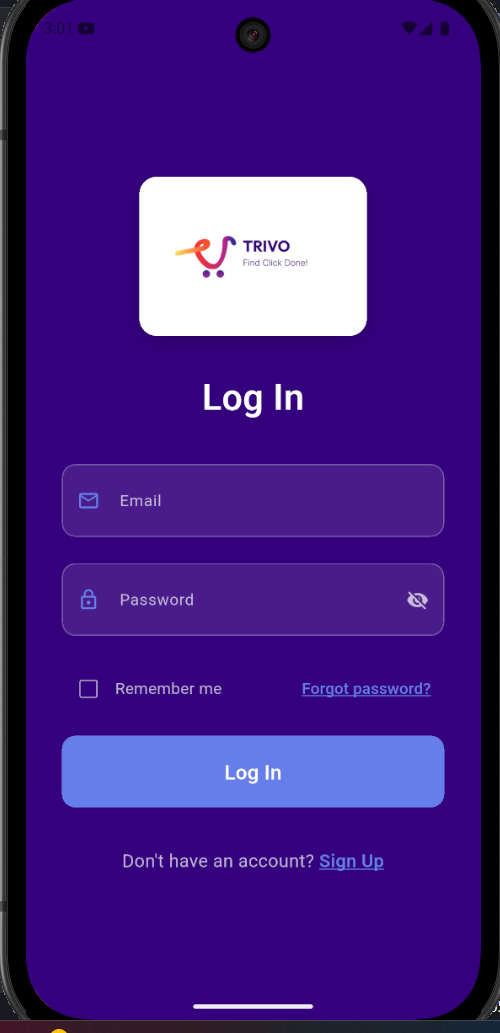 3:01
TRIVO
Find Click Done!
Log In
Email
Password
Remember me Forgot password?
Log In
Don't have an account? Sign Up